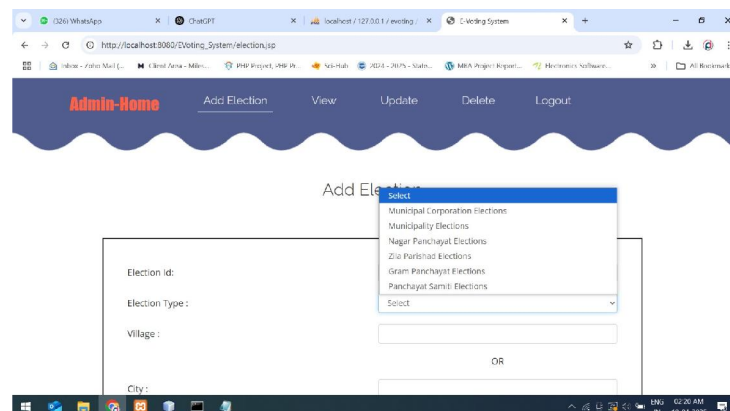 (326) WhatsApp
ChatGPT
localhost / 127.0.0.1 / evoting /
E-Voting System
http://localhost:8080/EVoting_System/election.jsp
Inbox - Zoho Mail (...
Client Area - Miles...
PHP Project, PHP Pr...
Sci-Hub
2024 - 2025 - State...
MBA Project Report...
Electronics Software...
All Bookmark
Admin-Home
Add Election
View
Update
Delete
Logout
Add Election
Select
Municipal Corporation Elections
Municipality Elections
Nagar Panchayat Elections
Zila Parishad Elections
Gram Panchayat Elections
Panchayat Samiti Elections
Election Id:
Election Type :
Select
Village :
OR
City :
ENG
02:20 AM